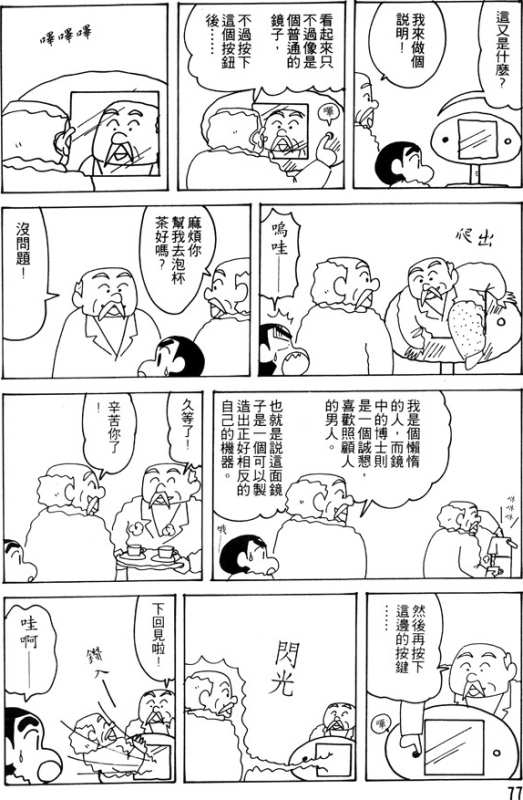 這又是什麼？
我來做個
說明！
看起來只
不過像是
個普通的
鏡子，
不過按下
這個按鈕
後……
嗶
嗶嗶嗶
爬出
嗚哇——
麻煩你
幫我去泡杯
茶好嗎？
沒問題！
我是個懶惰
的人，而鏡
中的博士則
是一個誠懇，
喜歡照顧人
的男人。
也就是說這面鏡
子是一個可以製
造出正好相反的
自己的機器。
久等了！
辛苦你了
！
然後再按下
這邊的按鍵
……
嗶
閃光
下回見啦！
鑽入
哇啊——
77